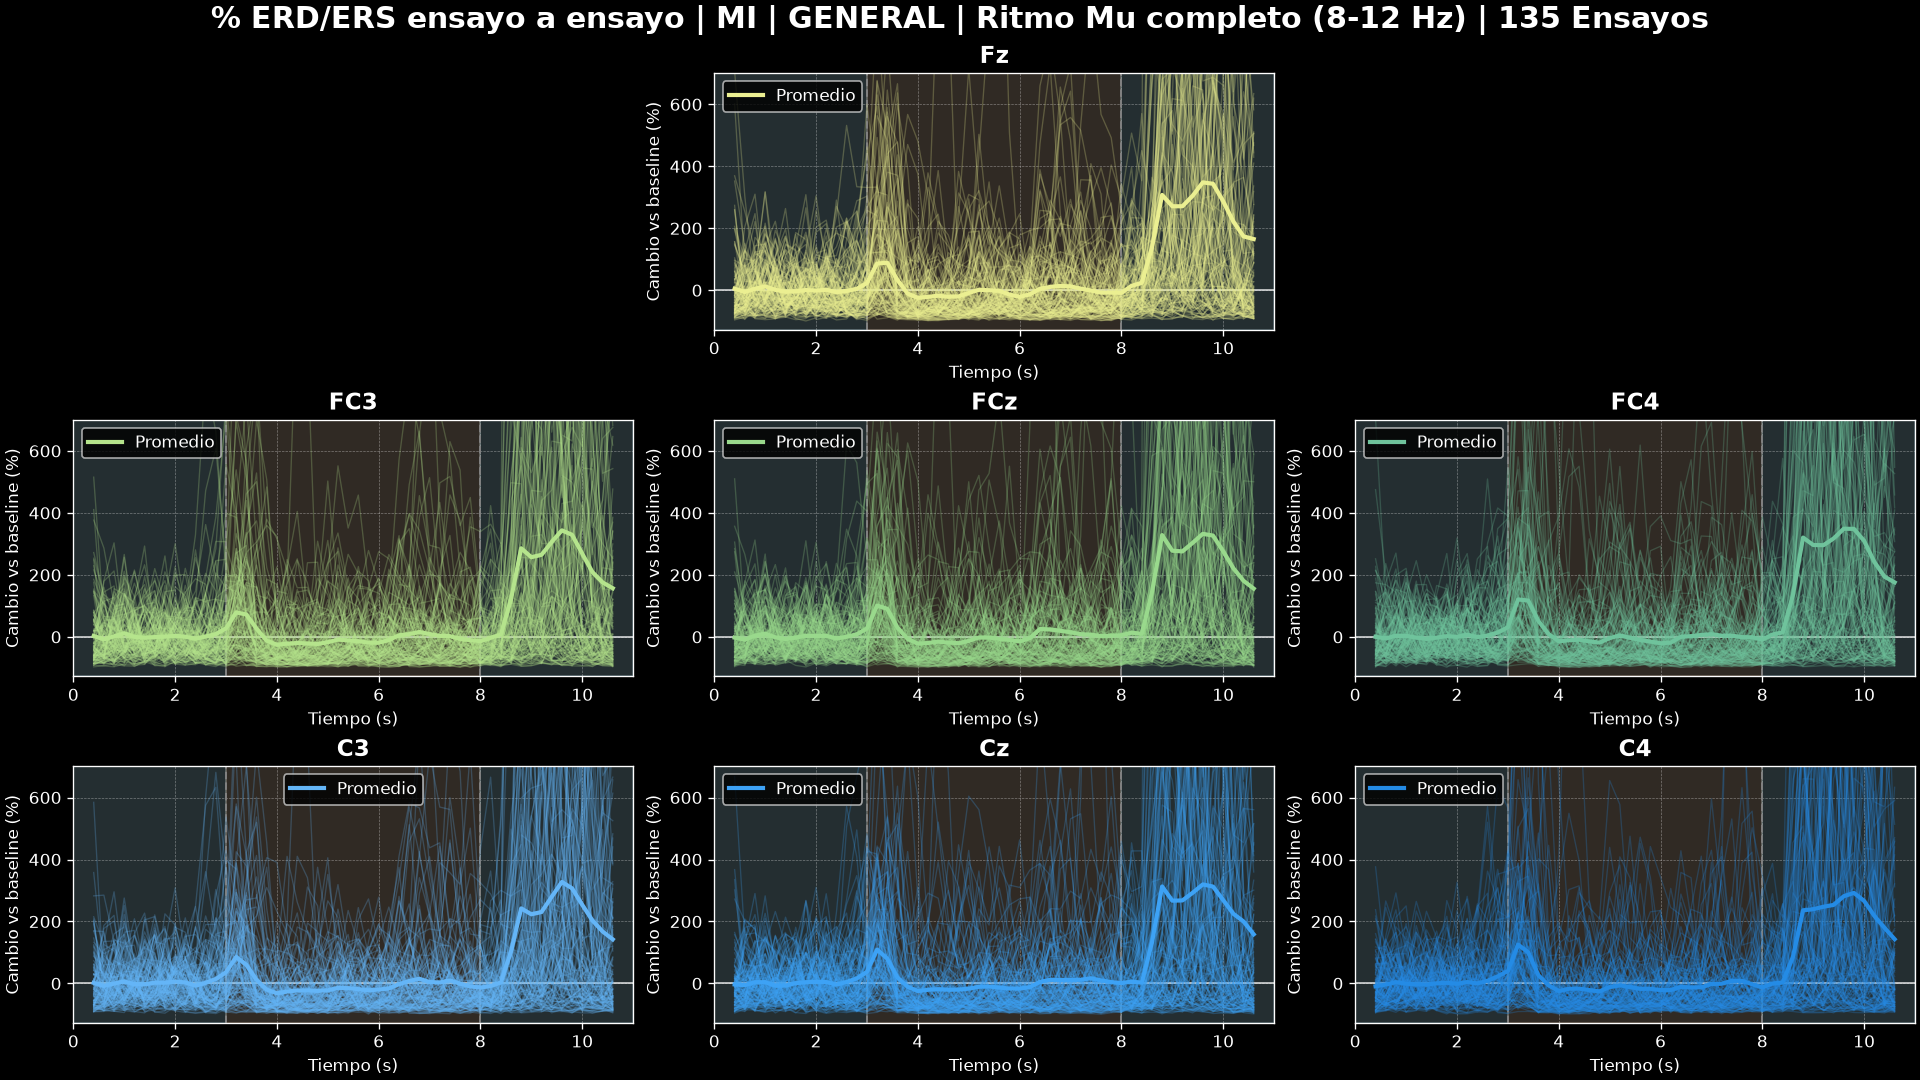 % ERD/ERS ensayo a ensayo | MI | GENERAL | Ritmo Mu completo (8-12 Hz) | 135 Ensayos
Fz
Promedio
Cambio vs baseline (%)
600
400
200
0
0 2 4 6 8 10
Tiempo (s)
FC3
Promedio
Cambio vs baseline (%)
600
400
200
0
0 2 4 6 8 10
Tiempo (s)
FCz
Promedio
Cambio vs baseline (%)
600
400
200
0
0 2 4 6 8 10
Tiempo (s)
FC4
Promedio
Cambio vs baseline (%)
600
400
200
0
0 2 4 6 8 10
Tiempo (s)
C3
Promedio
Cambio vs baseline (%)
600
400
200
0
0 2 4 6 8 10
Tiempo (s)
Cz
Promedio
Cambio vs baseline (%)
600
400
200
0
0 2 4 6 8 10
Tiempo (s)
C4
Promedio
Cambio vs baseline (%)
600
400
200
0
0 2 4 6 8 10
Tiempo (s)